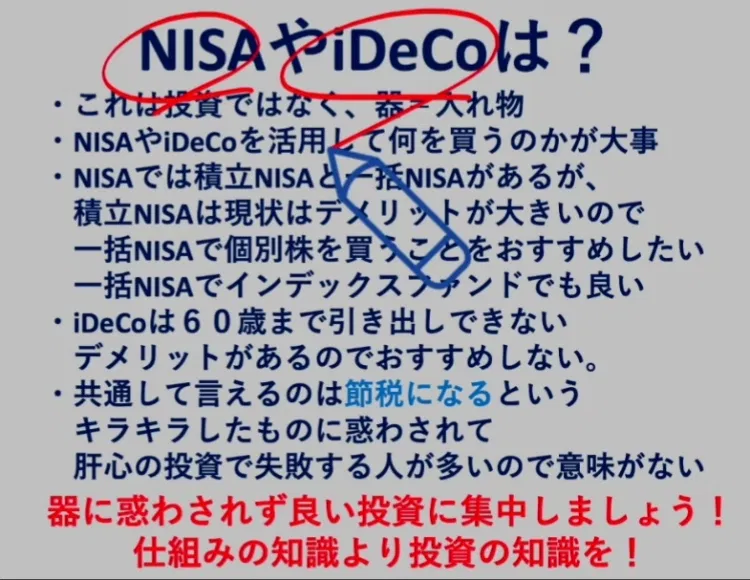 NISAやiDeCoは？
・これは投資ではなく、器＝入れ物
・NISAやiDeCoを活用して何を買うのかが大事
・NISAでは積立NISAと一括NISAがあるが、
積立NISAは現状はデメリットが大きいので
一括NISAで個別株を買うことをおすすめしたい
一括NISAでインデックスファンドでも良い
・iDeCoは６０歳まで引き出しできない
デメリットがあるのでおすすめしない。
・共通して言えるのは節税になるという
キラキラしたものに惑わされて
肝心の投資で失敗する人が多いので意味がない
器に惑わされず良い投資に集中しましょう！
仕組みの知識より投資の知識を！